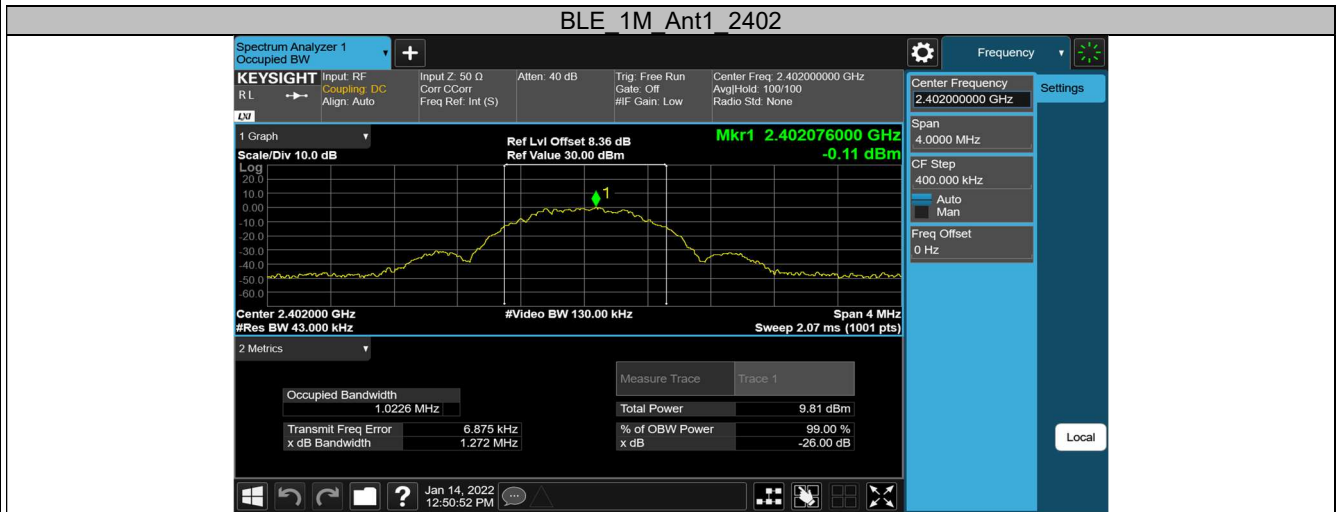 BLE_1M_Ant1_2402
Spectrum Analyzer 1
Occupied BW
+
Frequency
KEYSIGHT
RL
LXI
Input: RF
Coupling: DC
Align: Auto
Input Z: 50 Ω
Corr CCorr
Freq Ref: Int (S)
Atten: 40 dB
Trig: Free Run
Gate: Off
#IF Gain: Low
Center Freq: 2.402000000 GHz
Avg|Hold: 100/100
Radio Std: None
Center Frequency
2.402000000 GHz
Settings
Span
4.0000 MHz
CF Step
400.000 kHz
Auto
Man
Freq Offset
0 Hz
Local
1 Graph
Scale/Div 10.0 dB
Ref Lvl Offset 8.36 dB
Ref Value 30.00 dBm
Mkr1 2.402076000 GHz
-0.11 dBm
Log
20.0
10.0
0.00
-10.0
-20.0
-30.0
-40.0
-50.0
-60.0
1
Center 2.402000 GHz
#Res BW 43.000 kHz
#Video BW 130.00 kHz
Span 4 MHz
Sweep 2.07 ms (1001 pts)
2 Metrics
Measure Trace Trace 1
Occupied Bandwidth
1.0226 MHz
Total Power 9.81 dBm
Transmit Freq Error 6.875 kHz
% of OBW Power 99.00 %
x dB Bandwidth 1.272 MHz
x dB -26.00 dB
?
Jan 14, 2022
12:50:52 PM